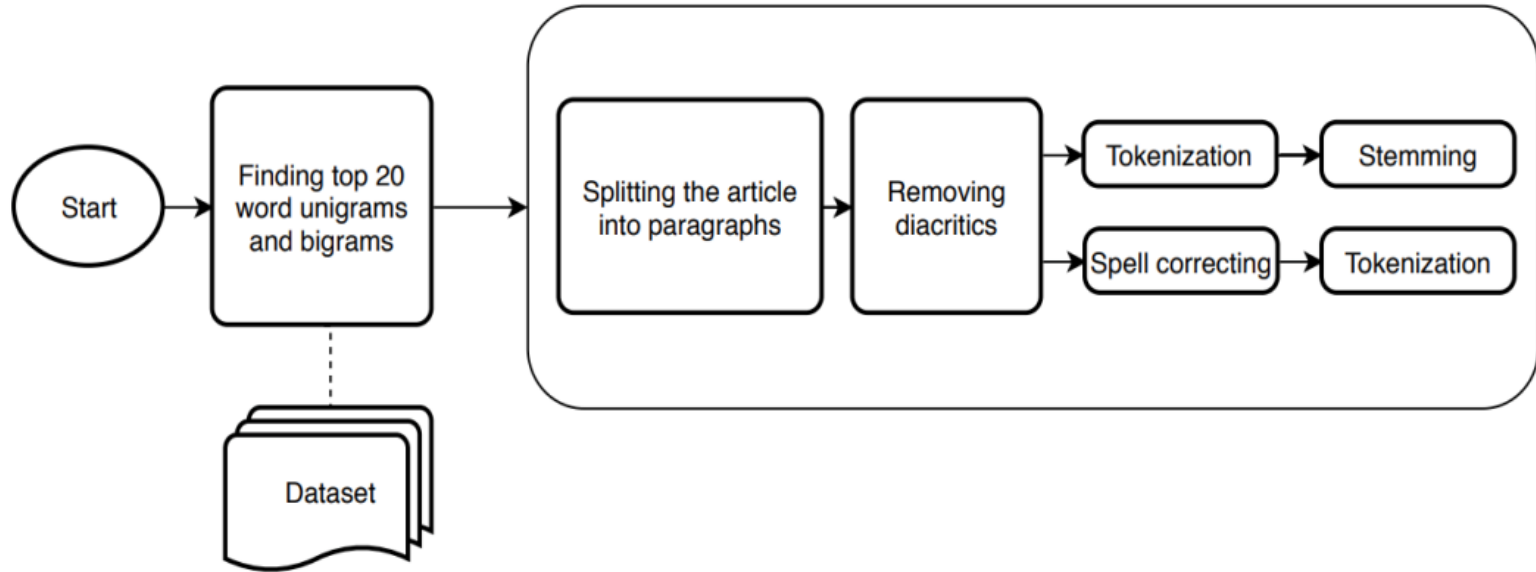 Start
Finding top 20
word unigrams
and bigrams
Dataset
Splitting the article
into paragraphs
Removing
diacritics
Tokenization
Stemming
Spell correcting
Tokenization